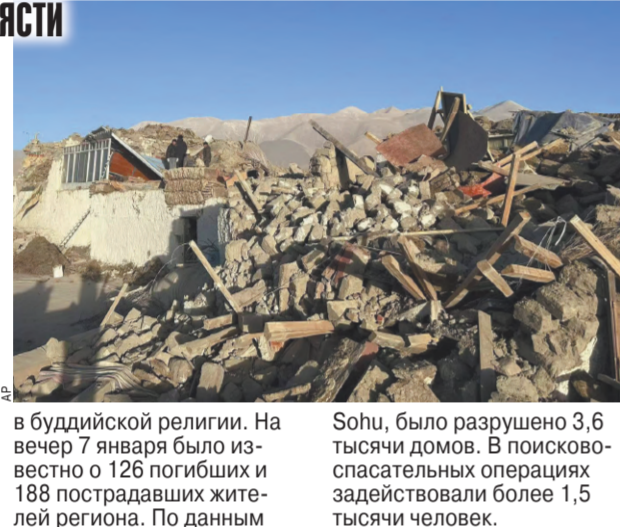 ЯСТИ
AP
в буддийской религии. На
вечер 7 января было из-
вестно о 126 погибших и
188 пострадавших жите-
лей региона. По данным
Sohu, было разрушено 3,6
тысячи домов. В поисково-
спасательных операциях
задействовали более 1,5
тысячи человек.